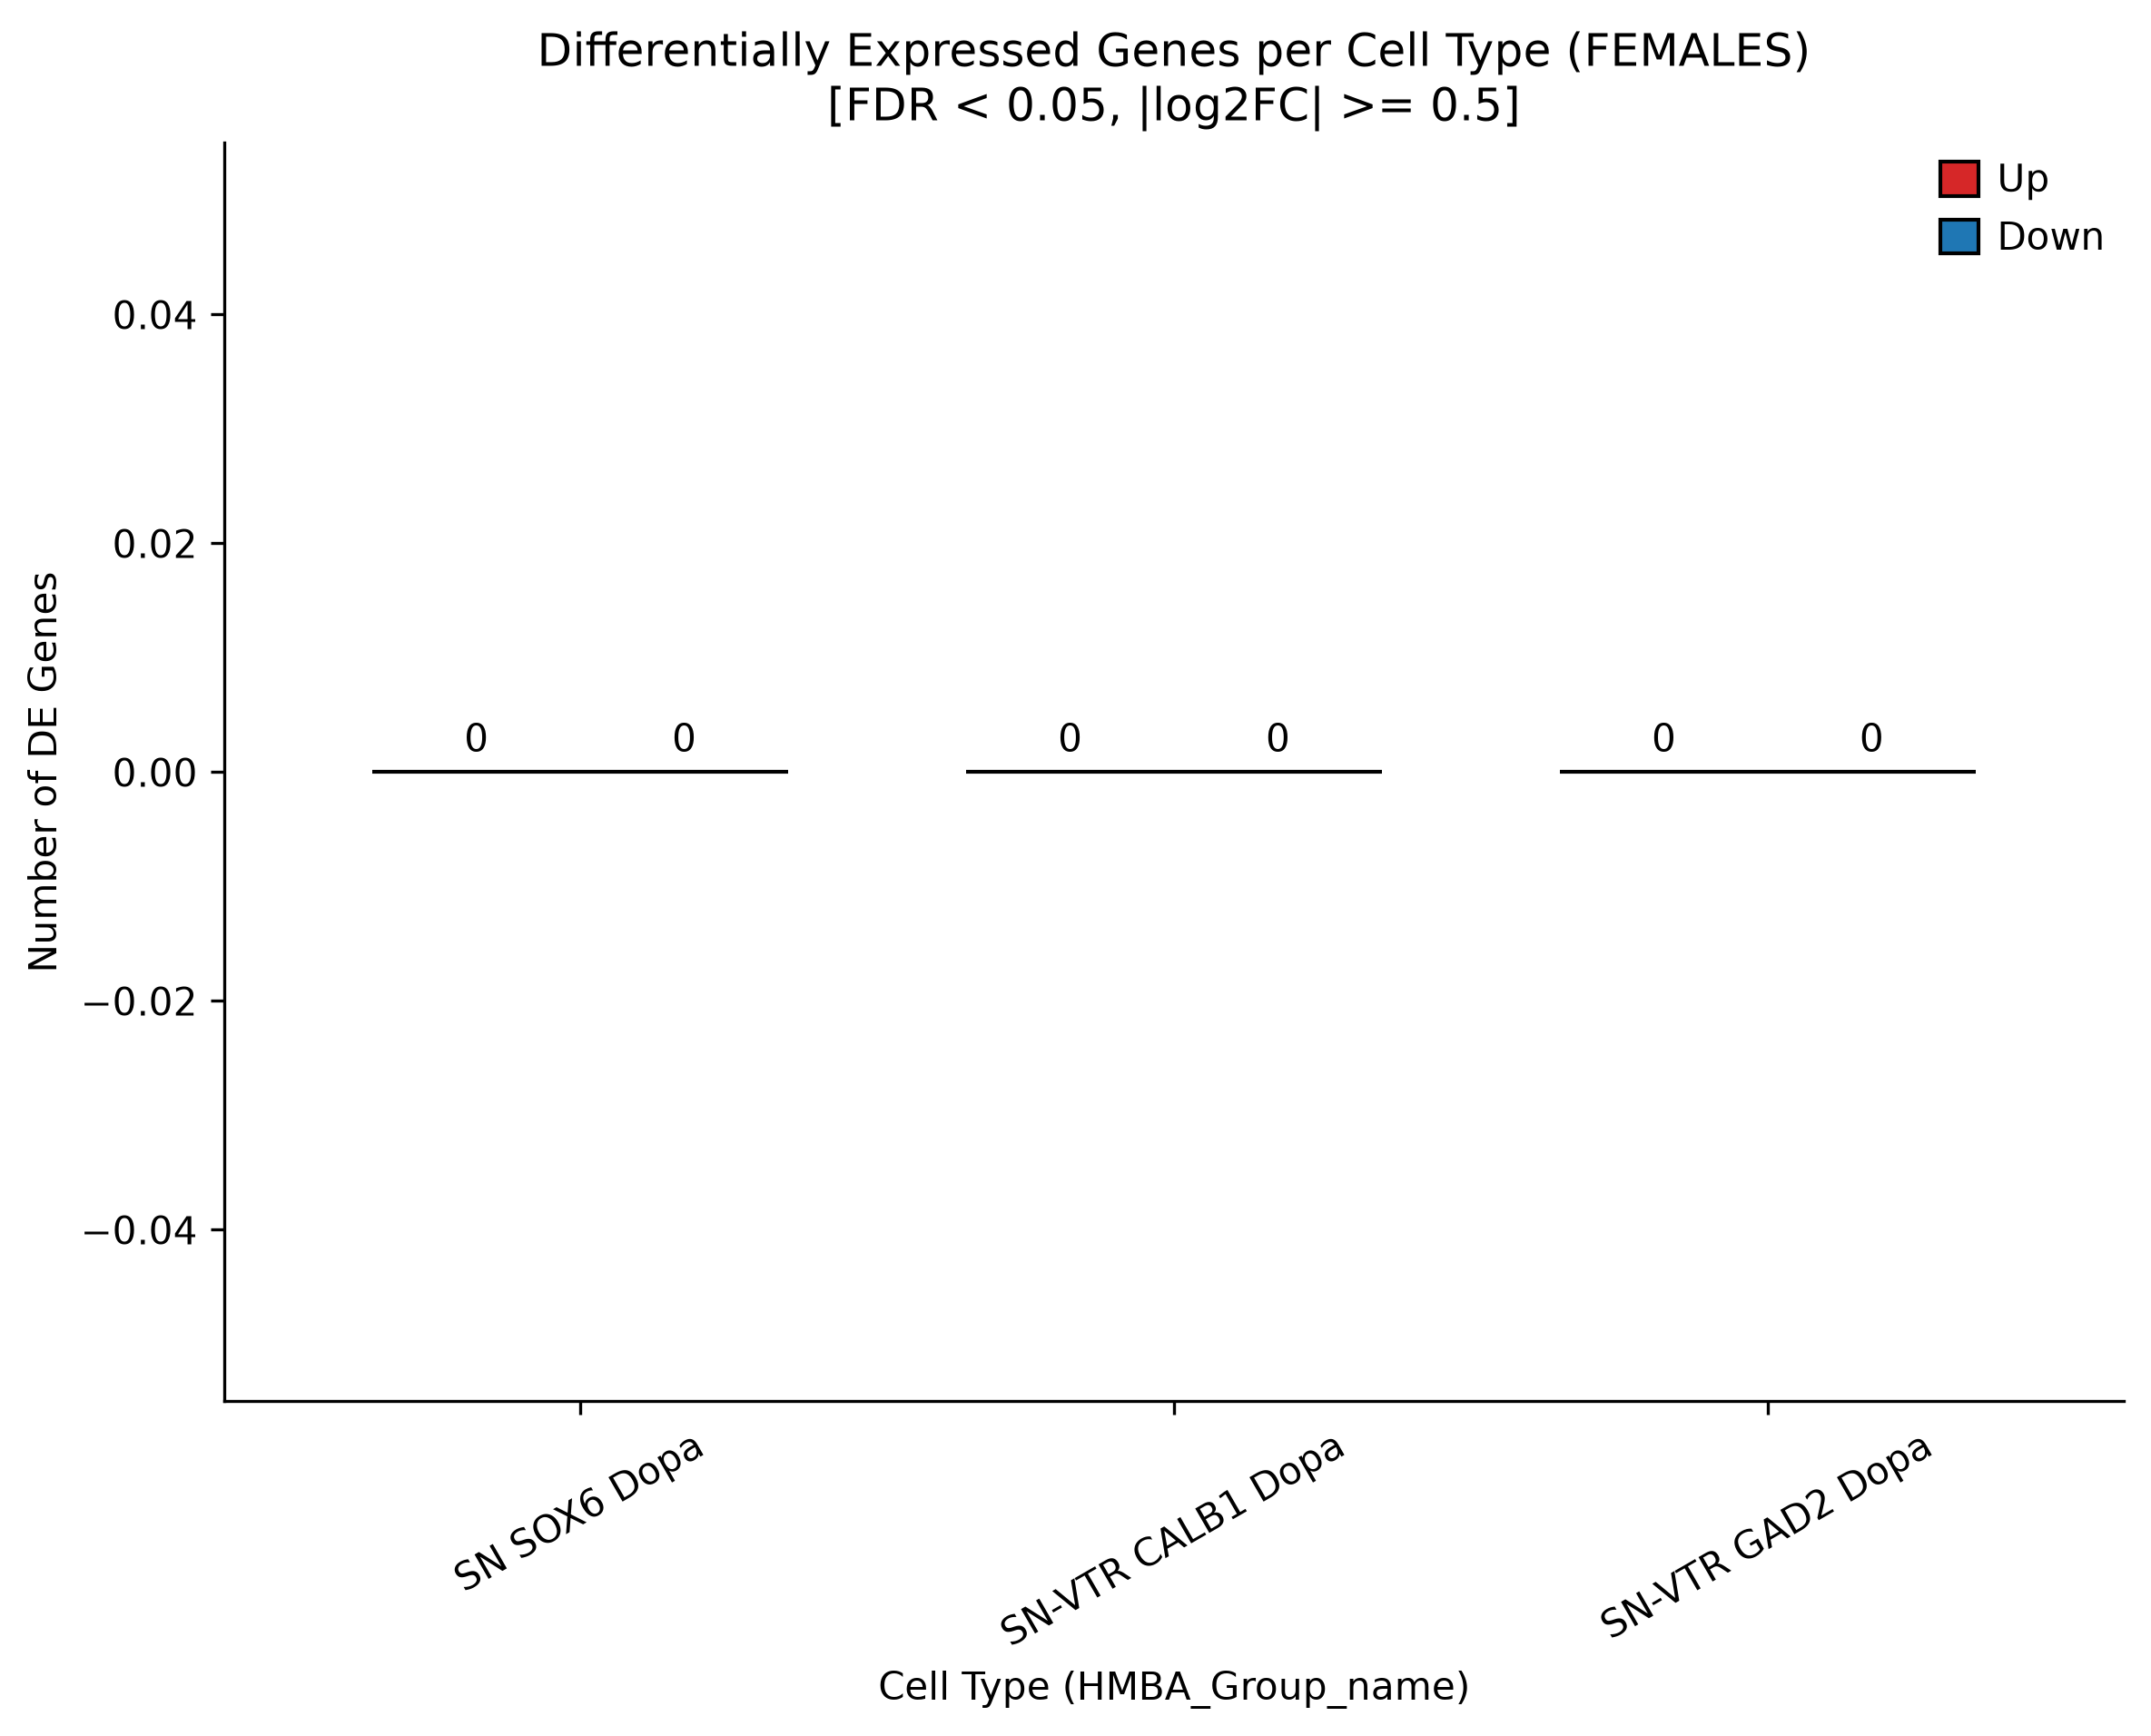 Differentially Expressed Genes per Cell Type (FEMALES)
[FDR < 0.05, |log2FC| >= 0.5]
Up
Down
0.04
0.02
0.00
−0.02
−0.04
Number of DE Genes
0 0 0 0 0 0
SN SOX6 Dopa
SN-VTR CALB1 Dopa
SN-VTR GAD2 Dopa
Cell Type (HMBA_Group_name)